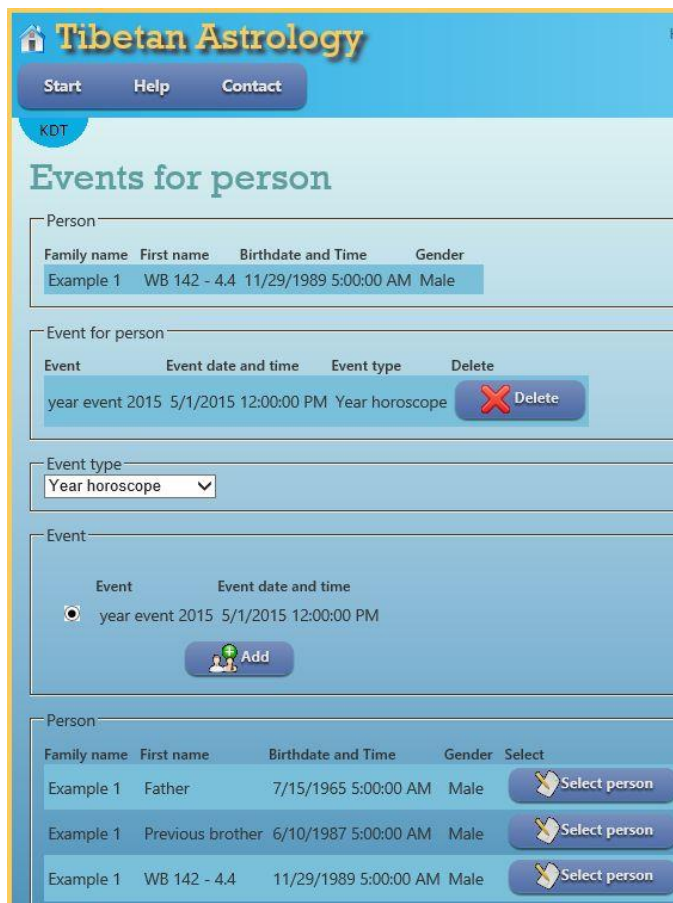 Tibetan Astrology
Start Help Contact
KDT
Events for person
Person
Family name First name Birthdate and Time Gender
Example 1 WB 142 - 4.4 11/29/1989 5:00:00 AM Male
Event for person
Event Event date and time Event type Delete
year event 2015 5/1/2015 12:00:00 PM Year horoscope Delete
Event type
Year horoscope
Event
Event Event date and time
year event 2015 5/1/2015 12:00:00 PM
Add
Person
Family name First name Birthdate and Time Gender Select
Example 1 Father 7/15/1965 5:00:00 AM Male Select person
Example 1 Previous brother 6/10/1987 5:00:00 AM Male Select person
Example 1 WB 142 - 4.4 11/29/1989 5:00:00 AM Male Select person